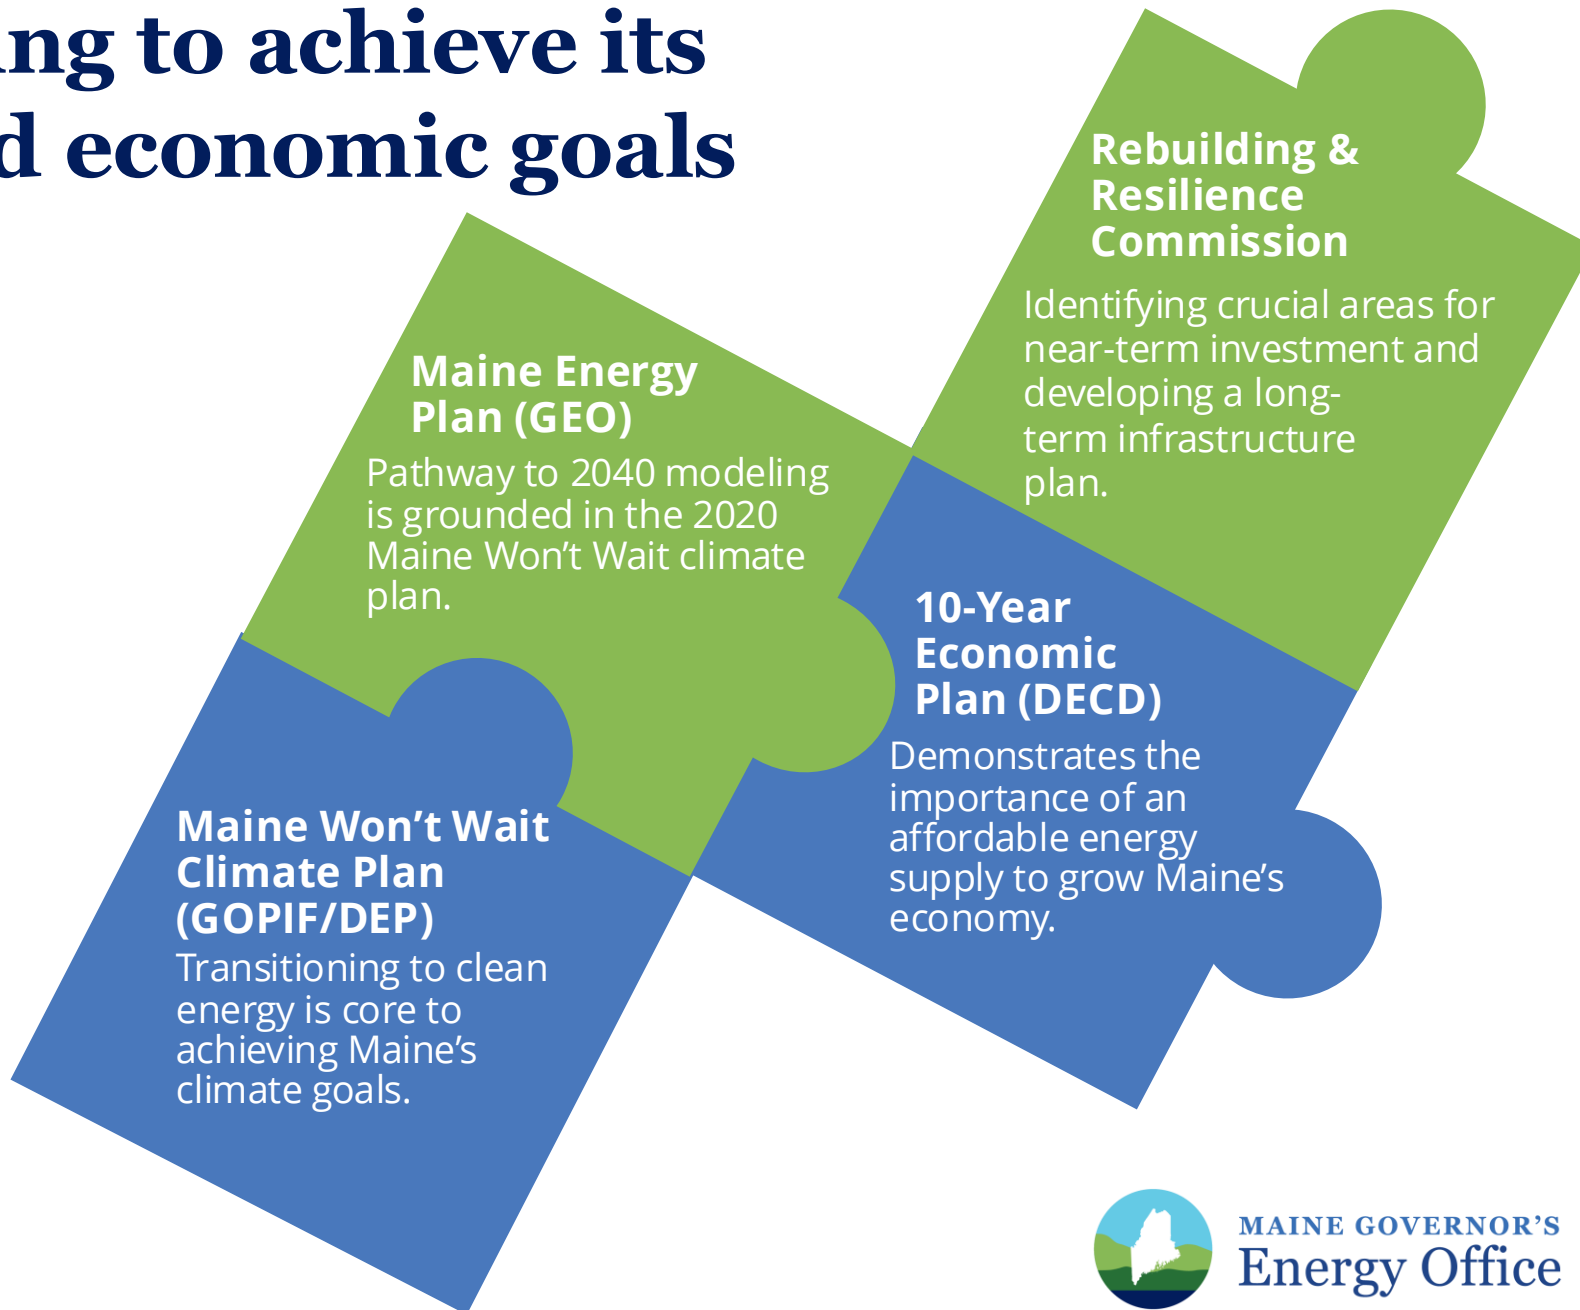 ng to achieve its
d economic goals
Rebuilding &
Resilience
Commission
Identifying crucial areas for
near-term investment and
developing a long-
term infrastructure
plan.
Maine Energy
Plan (GEO)
Pathway to 2040 modeling
is grounded in the 2020
Maine Won’t Wait climate
plan.
10-Year
Economic
Plan (DECD)
Demonstrates the
importance of an
affordable energy
supply to grow Maine’s
economy.
Maine Won’t Wait
Climate Plan
(GOPIF/DEP)
Transitioning to clean
energy is core to
achieving Maine’s
climate goals.
MAINE GOVERNOR’S
Energy Office